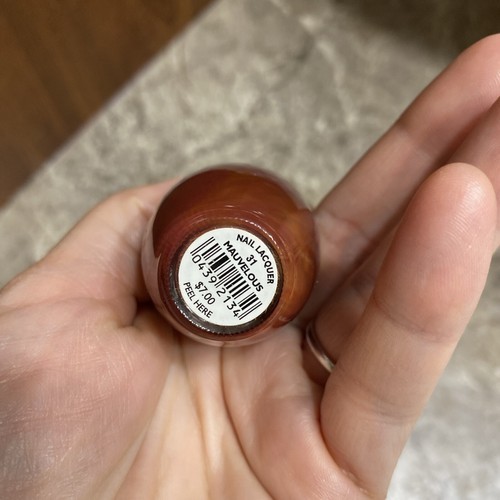 NAIL LACQUER
31
MAUVELOUS
0439 2134
$7.00
PEEL HERE